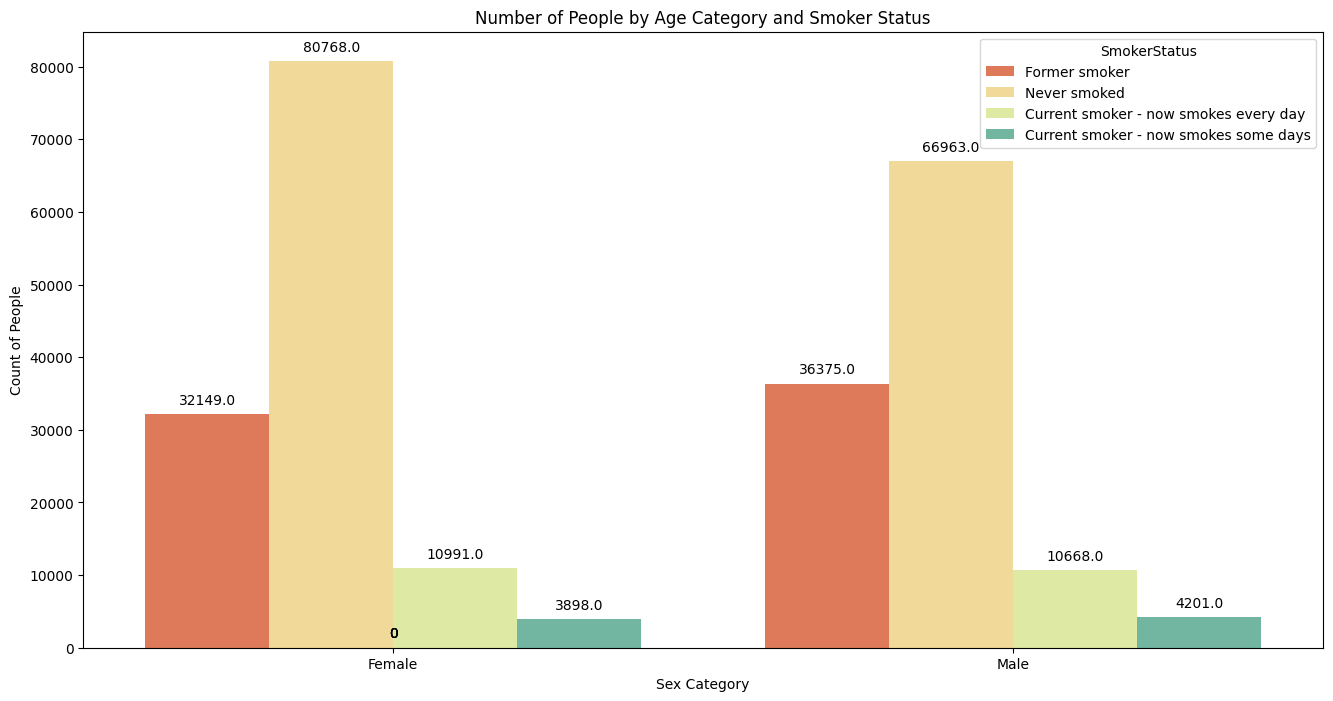 Number of People by Age Category and Smoker Status
SmokerStatus
Former smoker
Never smoked
Current smoker - now smokes every day
Current smoker - now smokes some days
Count of People
80000
70000
60000
50000
40000
30000
20000
10000
0
32149.0
80768.0
10991.0
3898.0
0
36375.0
66963.0
10668.0
4201.0
Female
Male
Sex Category